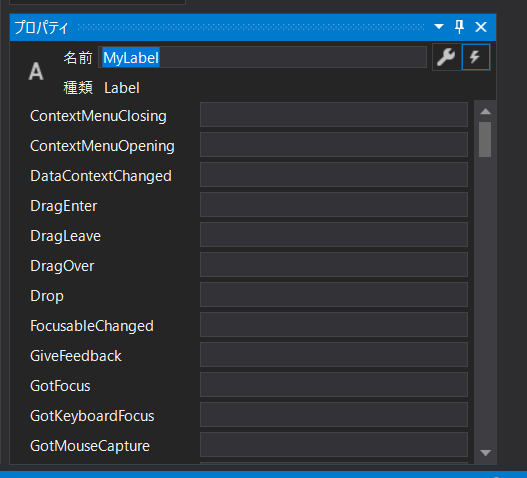 プロパティ
名前 MyLabel
種類 Label
ContextMenuClosing
ContextMenuOpening
DataContextChanged
DragEnter
DragLeave
DragOver
Drop
FocusableChanged
GiveFeedback
GotFocus
GotKeyboardFocus
GotMouseCapture